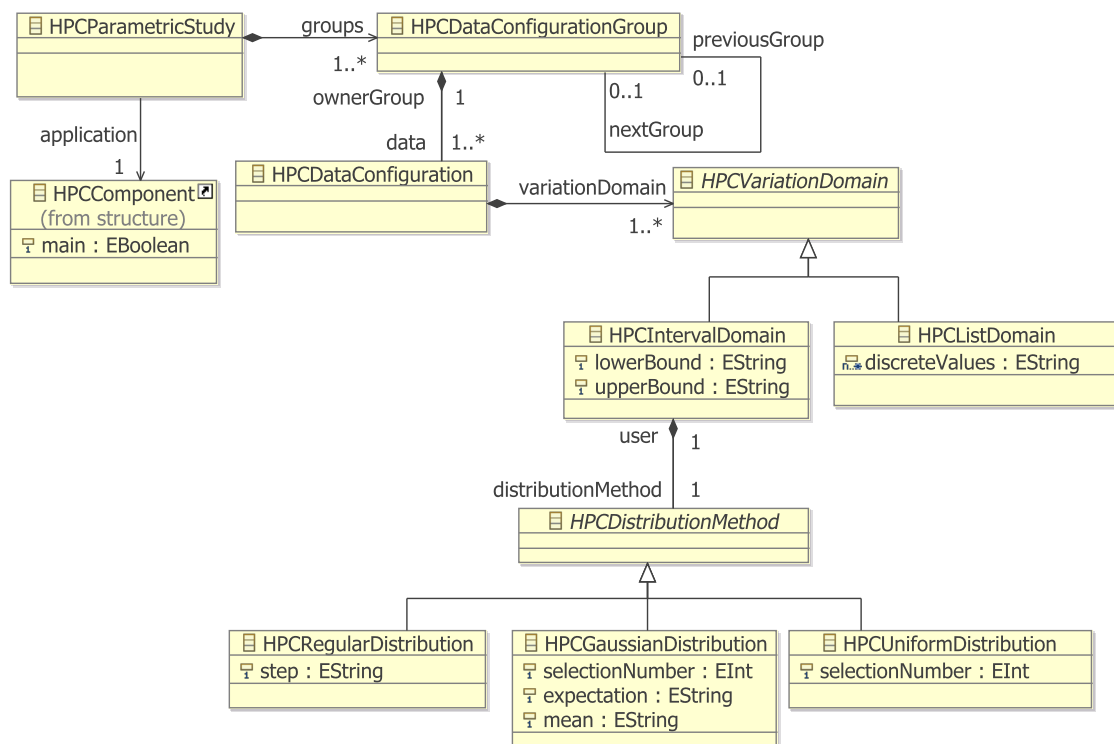 HPCParametricStudy
groups
1..*
HPCDataConfigurationGroup
previousGroup
0..1
0..1
nextGroup
ownerGroup
1
data
1..*
application
1
HPCComponent
(from structure)
main : EBoolean
HPCDataConfiguration
variationDomain
1..*
HPCVariationDomain
HPCIntervalDomain
lowerBound : EString
upperBound : EString
HPCListDomain
discreteValues : EString
user
1
distributionMethod
1
HPCDistributionMethod
HPCRegularDistribution
step : EString
HPCGaussianDistribution
selectionNumber : EInt
expectation : EString
mean : EString
HPCUniformDistribution
selectionNumber : EInt